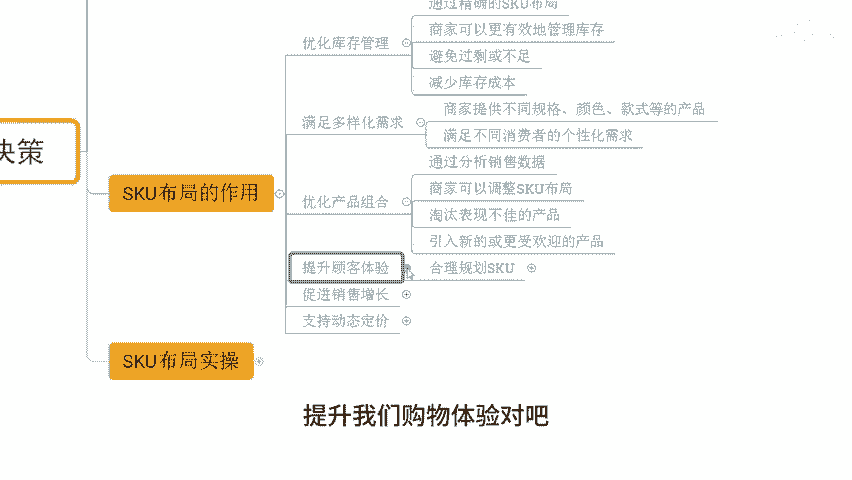 通过精确的SKU布局
优化库存管理
商家可以更有效地管理库存
避免过剩或不足
减少库存成本
满足多样化需求
商家提供不同规格、颜色、款式等的产品
满足不同消费者的个性化需求
决策
SKU布局的作用
优化产品组合
通过分析销售数据
商家可以调整SKU布局
淘汰表现不佳的产品
引入新的或更受欢迎的产品
提升顾客体验
合理规划SKU
促进销售增长
支持动态定价
SKU布局实操
提升我们购物体验对吧